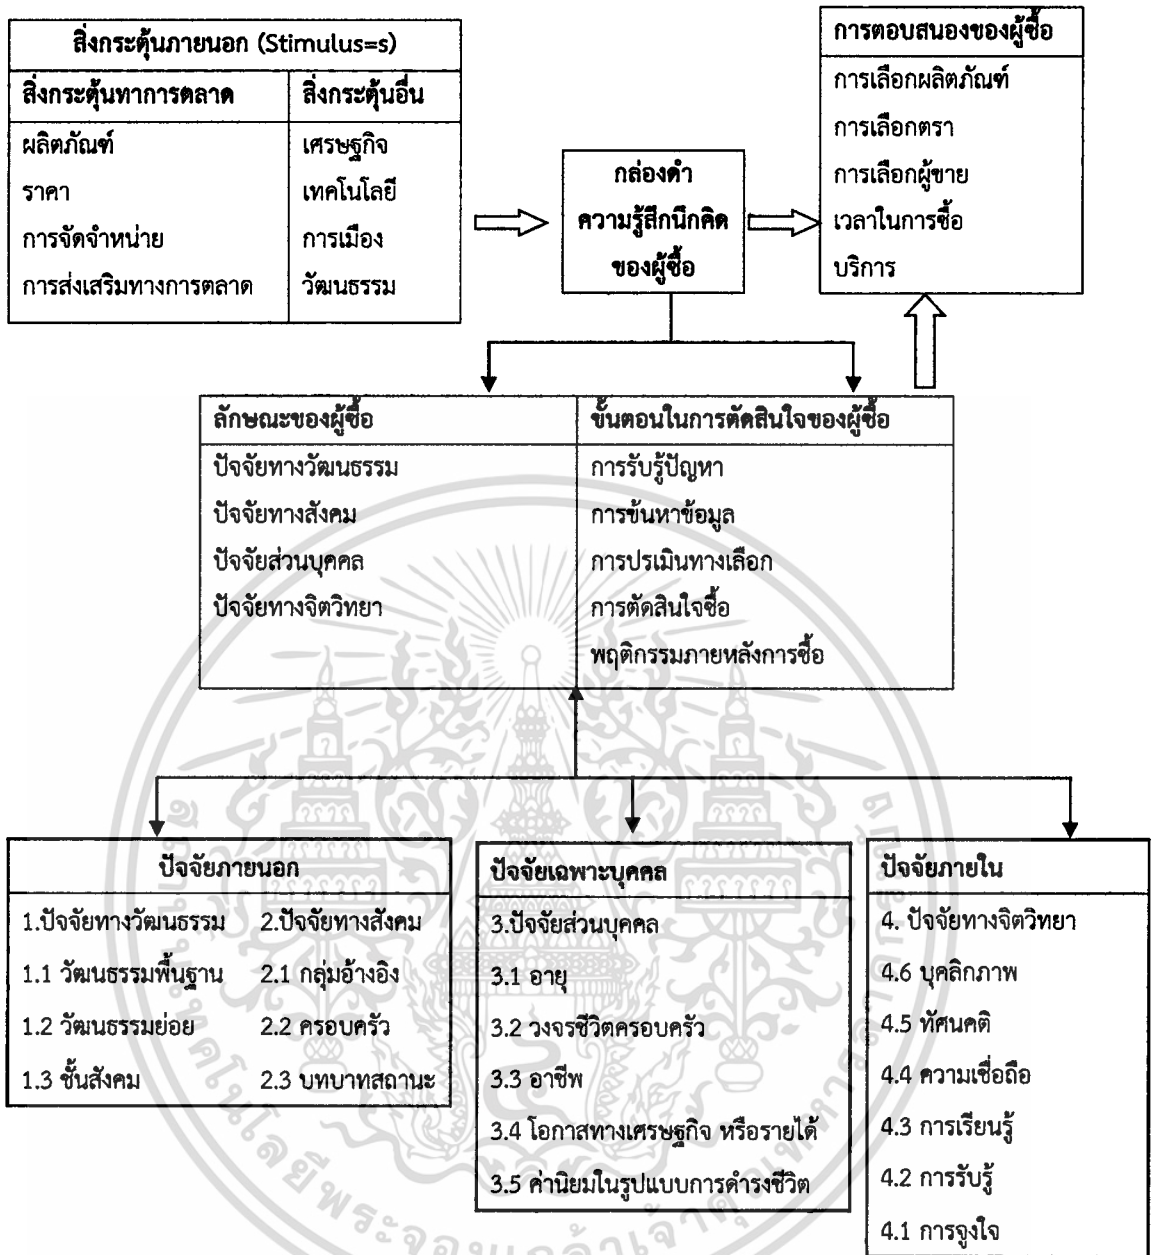 สิ่งกระตุ้นภายนอก (Stimulus=s)
สิ่งกระตุ้นทาการตลาด สิ่งกระตุ้นอื่น
ผลิตภัณฑ์ เศรษฐกิจ
ราคา เทคโนโลยี
การจัดจำหน่าย การเมือง
การส่งเสริมทางการตลาด วัฒนธรรม
กล่องดำ
ความรู้สึกนึกคิด
ของผู้ซื้อ
การตอบสนองของผู้ซื้อ
การเลือกผลิตภัณฑ์
การเลือกตรา
การเลือกผู้ขาย
เวลาในการซื้อ
บริการ
ลักษณะของผู้ซื้อ ขั้นตอนในการตัดสินใจของผู้ซื้อ
ปัจจัยทางวัฒนธรรม การรับรู้ปัญหา
ปัจจัยทางสังคม การข้นหาข้อมูล
ปัจจัยส่วนบุคคล การปรเมินทางเลือก
ปัจจัยทางจิตวิทยา การตัดสินใจซื้อ
พฤติกรรมภายหลังการซื้อ
ปัจจัยภายนอก
1.ปัจจัยทางวัฒนธรรม 2.ปัจจัยทางสังคม
1.1 วัฒนธรรมพื้นฐาน 2.1 กลุ่มอ้างอิง
1.2 วัฒนธรรมย่อย 2.2 ครอบครัว
1.3 ชั้นสังคม 2.3 บทบาทสถานะ
ปัจจัยเฉพาะบุคคล
3.ปัจจัยส่วนบุคคล
3.1 อายุ
3.2 วงจรชีวิตครอบครัว
3.3 อาชีพ
3.4 โอกาสทางเศรษฐกิจ หรือรายได้
3.5 ค่านิยมในรูปแบบการดำรงชีวิต
ปัจจัยภายใน
4. ปัจจัยทางจิตวิทยา
4.6 บุคลิกภาพ
4.5 ทัศนคติ
4.4 ความเชื่อถือ
4.3 การเรียนรู้
4.2 การรับรู้
4.1 การจูงใจ